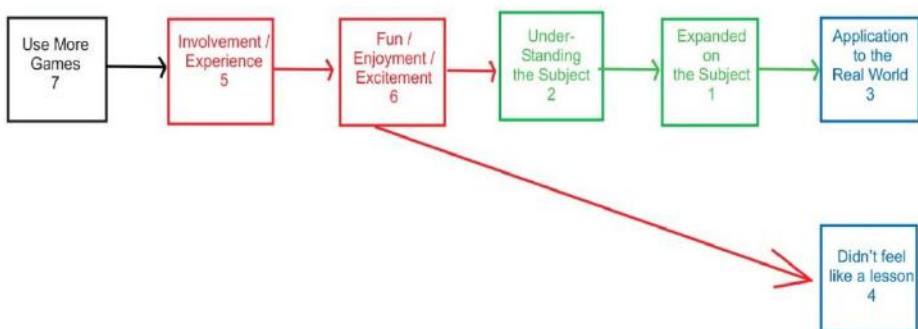 Use More
Games
7
Involvement /
Experience
5
Fun /
Enjoyment /
Excitement
6
Under-
Standing
the Subject
2
Expanded
on
the Subject
1
Application
to the
Real World
3
Didn't feel
like a lesson
4